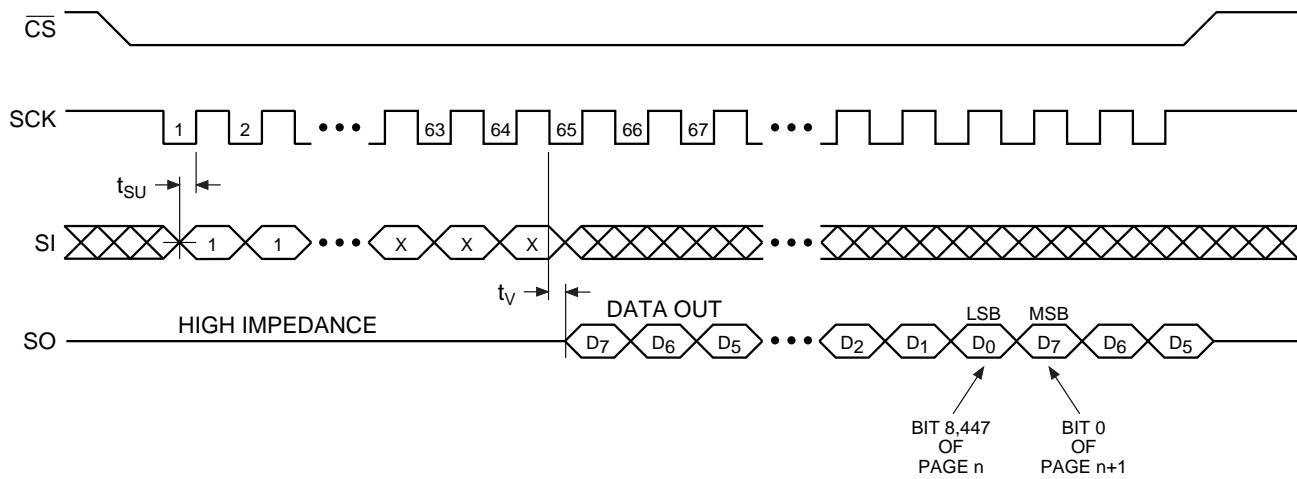 CS
SCK
1 2 ••• 63 64 65 66 67 •••
tSU
SI
1 1 ••• X X X •••
tV
HIGH IMPEDANCE
DATA OUT
LSB MSB
SO
D7 D6 D5 ••• D2 D1 D0 D7 D6 D5
BIT 8,447
OF
PAGE n
BIT 0
OF
PAGE n+1